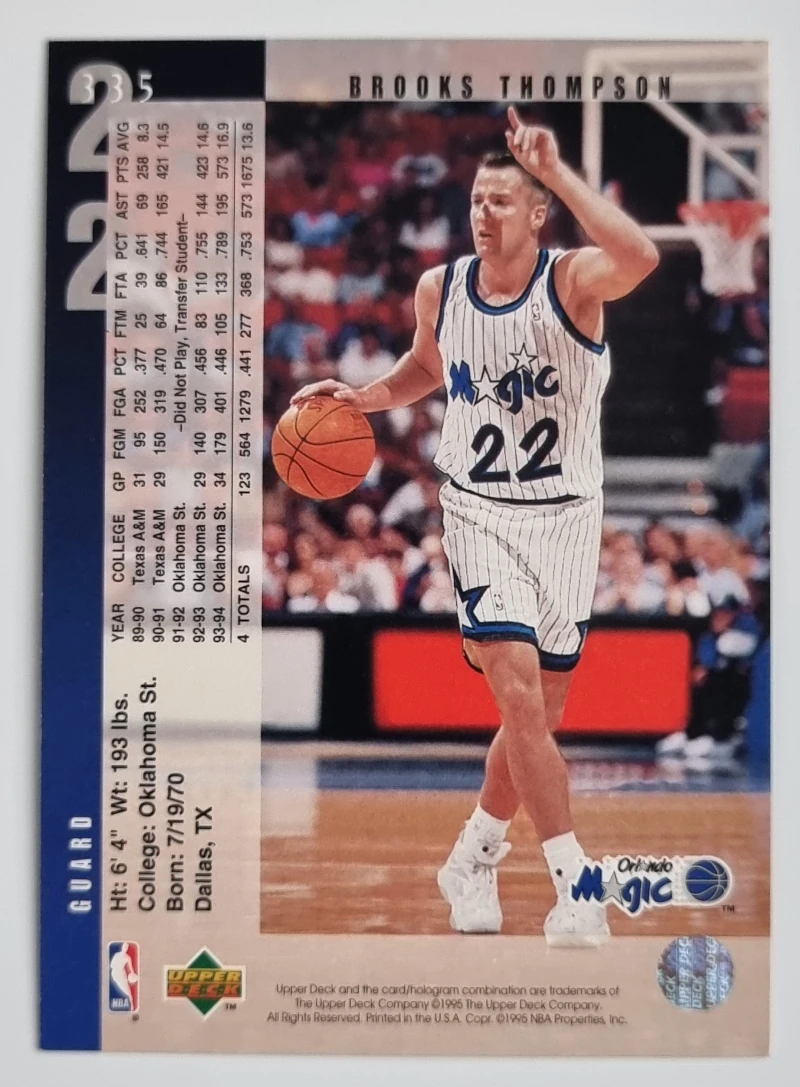 335
22
BROOKS THOMPSON
YEAR COLLEGE GP FGM FGA PCT FTM FTA PCT AST PTS AVG
89-90 Texas A&M 31 95 252 .377 25 39 .641 69 258 8.3
90-91 Texas A&M 29 150 319 .470 64 86 .744 165 421 14.5
91-92 Oklahoma St. –Did Not Play, Transfer Student–
92-93 Oklahoma St. 29 140 307 .456 83 110 .755 144 423 14.6
93-94 Oklahoma St. 34 179 401 .446 105 133 .789 195 573 16.9
4 TOTALS 123 564 1279 .441 277 368 .753 573 1675 13.6
GUARD
Ht: 6' 4" Wt: 193 lbs.
College: Oklahoma St.
Born: 7/19/70
Dallas, TX
Magic
22
Orlando
Magic
TM
NBA
®
UPPER
DECK
TM
Upper Deck and the card/hologram combination are trademarks of
The Upper Deck Company ©1995 The Upper Deck Company.
All Rights Reserved. Printed in the U.S.A. Copr. ©1995 NBA Properties, Inc.
UPPER DECK